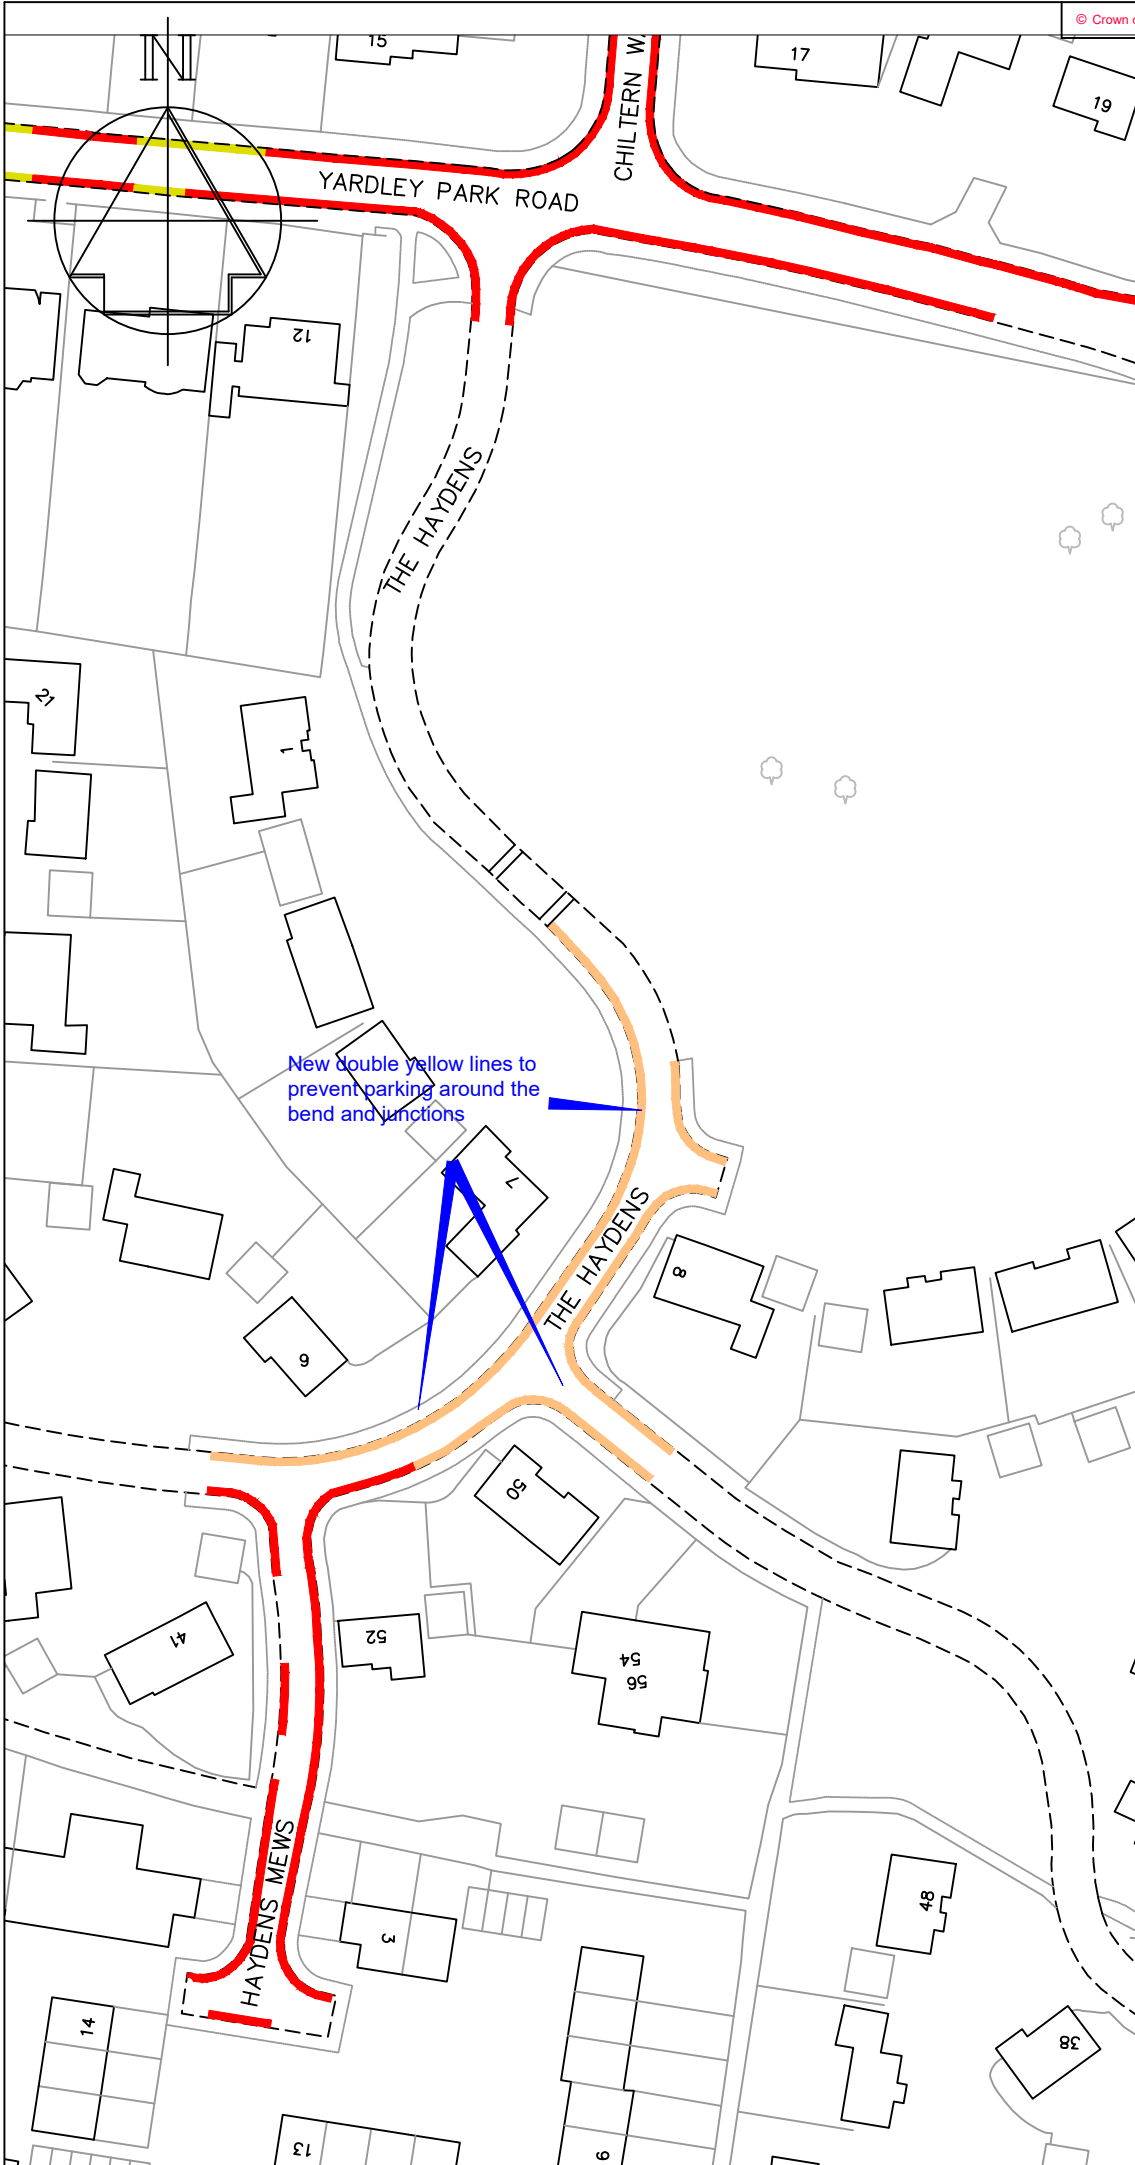 © Crown
N
15
17
19
CHILTERN WA
YARDLEY PARK ROAD
12
THE HAYDENS
21
1
New double yellow lines to
prevent parking around the
bend and junctions
7
THE HAYDENS
8
9
50
41
52
54
56
HAYDENS MEWS
3
48
14
38
13
9